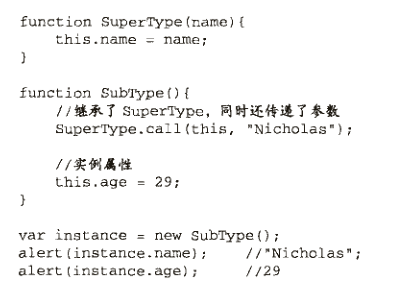 function SuperType(name){
    this.name = name;
}
function SubType(){
    //继承了 SuperType，同时还传递了参数
    SuperType.call(this, "Nicholas");
    //实例属性
    this.age = 29;
}
var instance = new SubType();
alert(instance.name);    //"Nicholas";
alert(instance.age);     //29